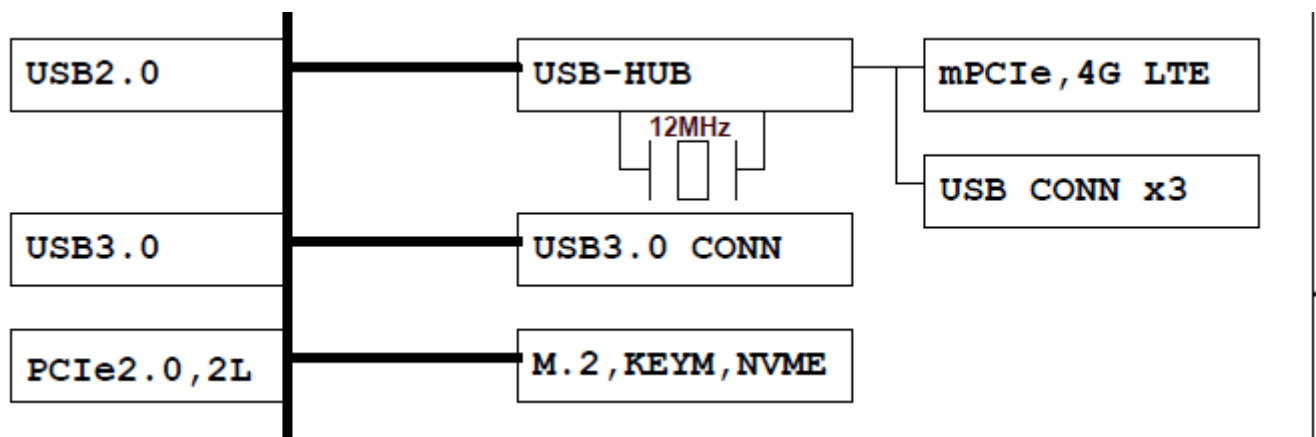 USB2.0
USB-HUB
mPCIe,4G LTE
12MHz
USB CONN x3
USB3.0
USB3.0 CONN
PCIe2.0,2L
M.2,KEYM,NVME